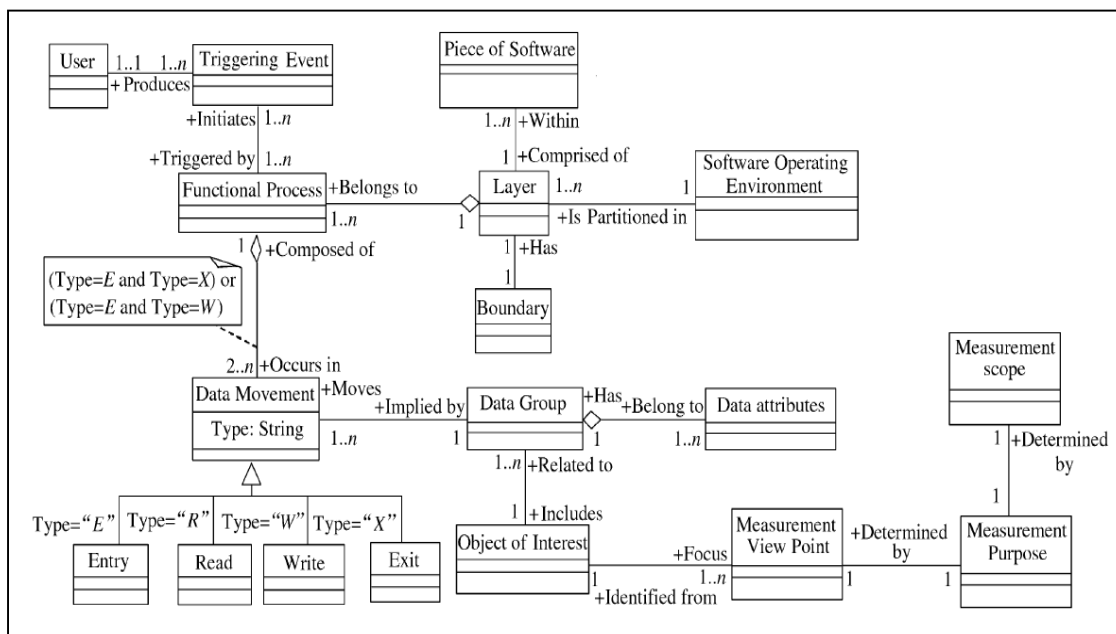 User
1..1 1..n
+Produces
Triggering Event
+Initiates 1..n
+Triggered by 1..n
Functional Process
+Belongs to
1..n
1
Piece of Software
1..n +Within
1 +Comprised of
Layer
1..n
1
+Is Partitioned in
Software Operating
Environment
1 +Has
1
Boundary
1 +Composed of
(Type=E and Type=X) or
(Type=E and Type=W)
2..n +Occurs in
Data Movement
Type: String
+Moves
+Implied by
1..n
1
Data Group
+Has
+Belong to
1
1..n
Data attributes
1..n +Related to
1 +Includes
Object of Interest
Type="E" Type="R" Type="W" Type="X"
Entry
Read
Write
Exit
+Focus
1
1..n
+Identified from
Measurement
View Point
+Determined
by
1
1
Measurement
scope
1 +Determined
by
1
Measurement
Purpose